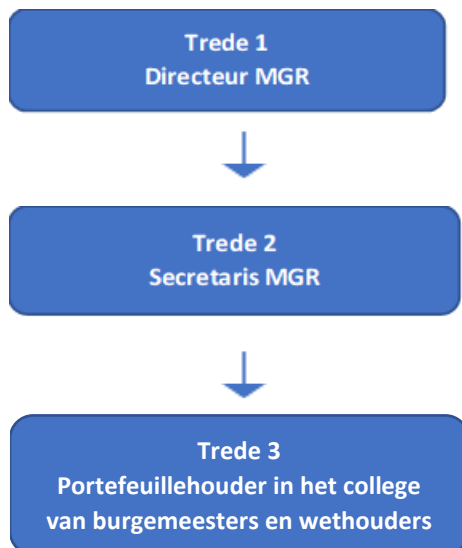 Trede 1
Directeur MGR
Trede 2
Secretaris MGR
Trede 3
Portefeuillehouder in het college
van burgemeesters en wethouders